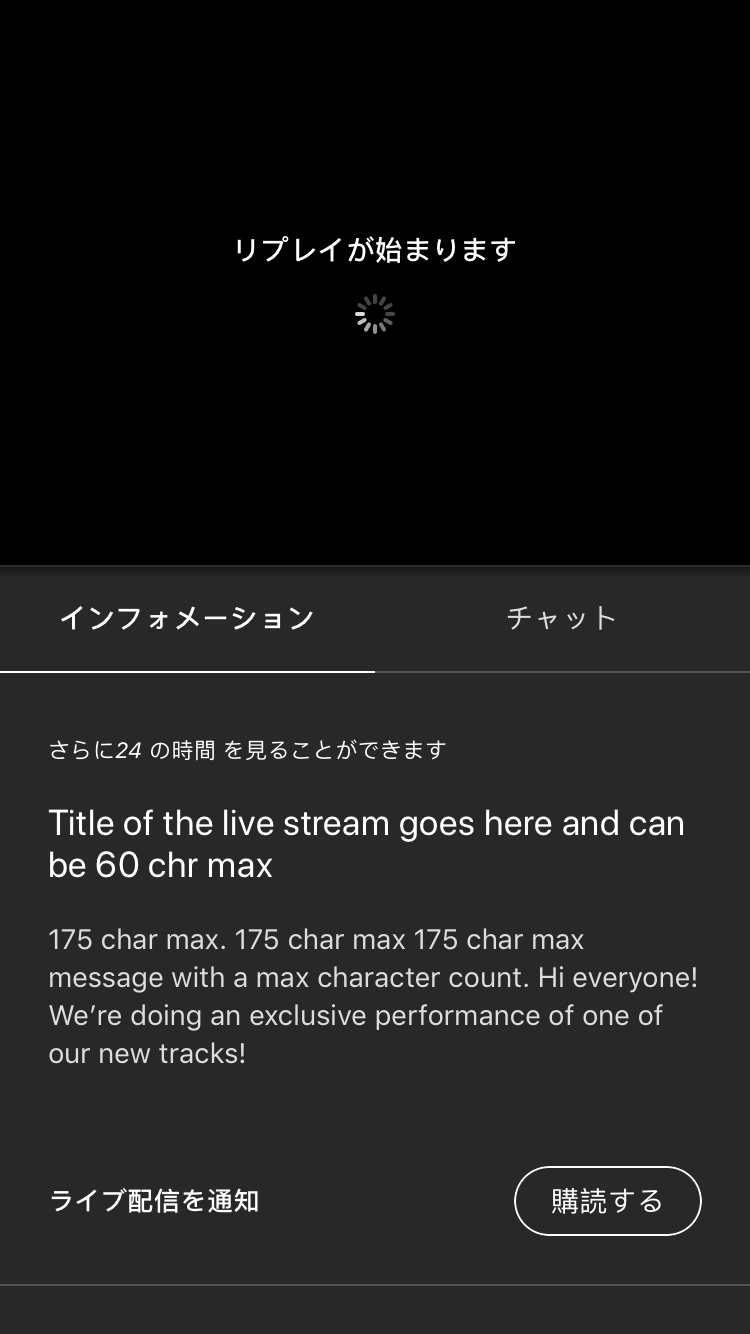 リプレイが始まります
インフォメーション
チャット
さらに24 の時間 を見ることができます
Title of the live stream goes here and can
be 60 chr max
175 char max. 175 char max 175 char max
message with a max character count. Hi everyone!
We’re doing an exclusive performance of one of
our new tracks!
ライブ配信を通知
購読する